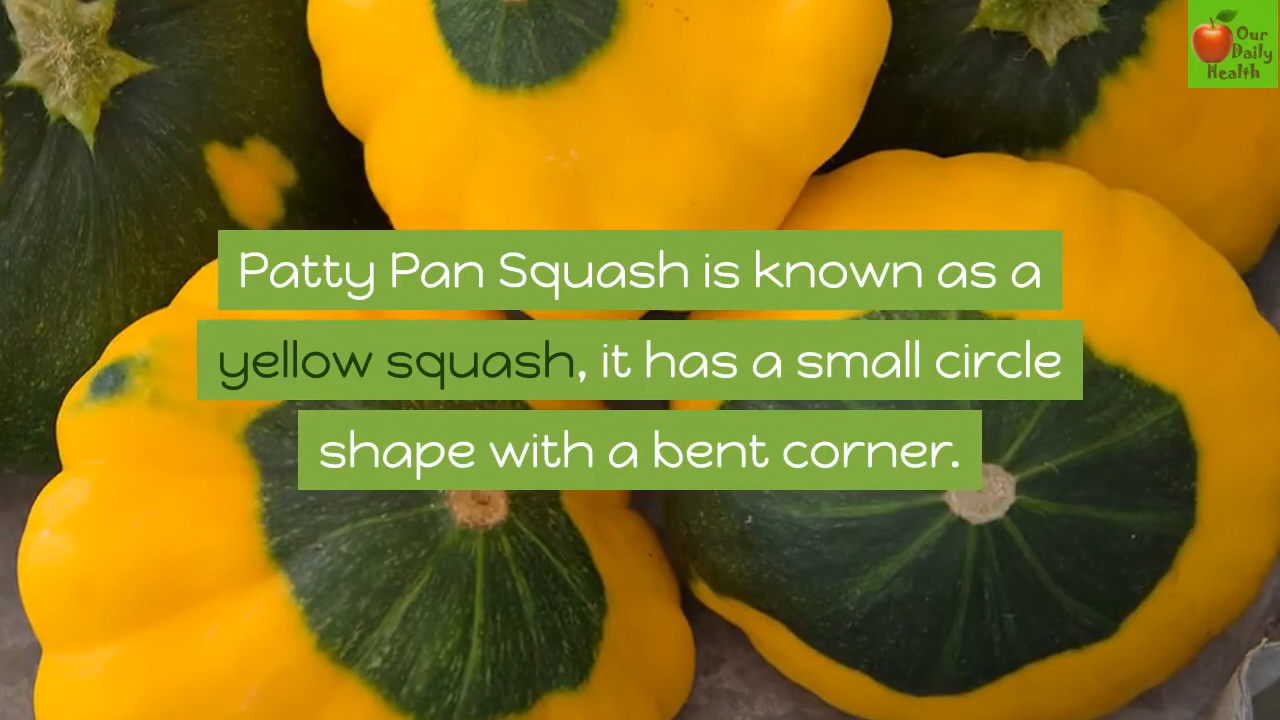 Our
Daily
Health
Patty Pan Squash is known as a
yellow squash, it has a small circle
shape with a bent corner.